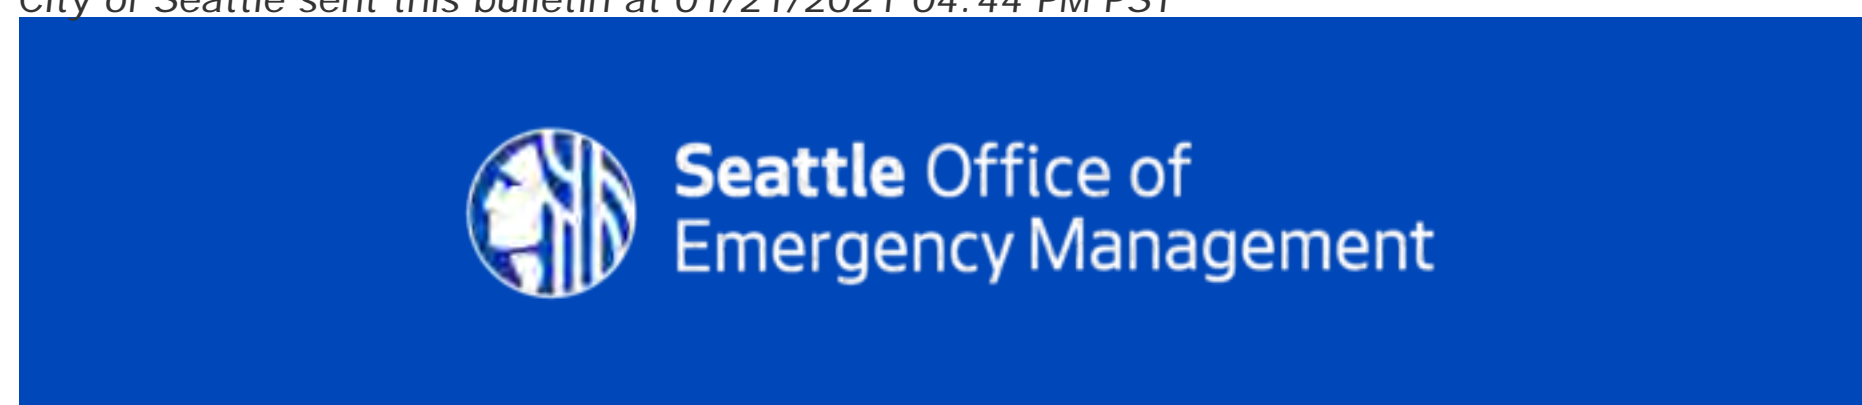 City of Seattle sent this bulletin at 01/21/2021 04:44 PM PST
Seattle Office of
Emergency Management